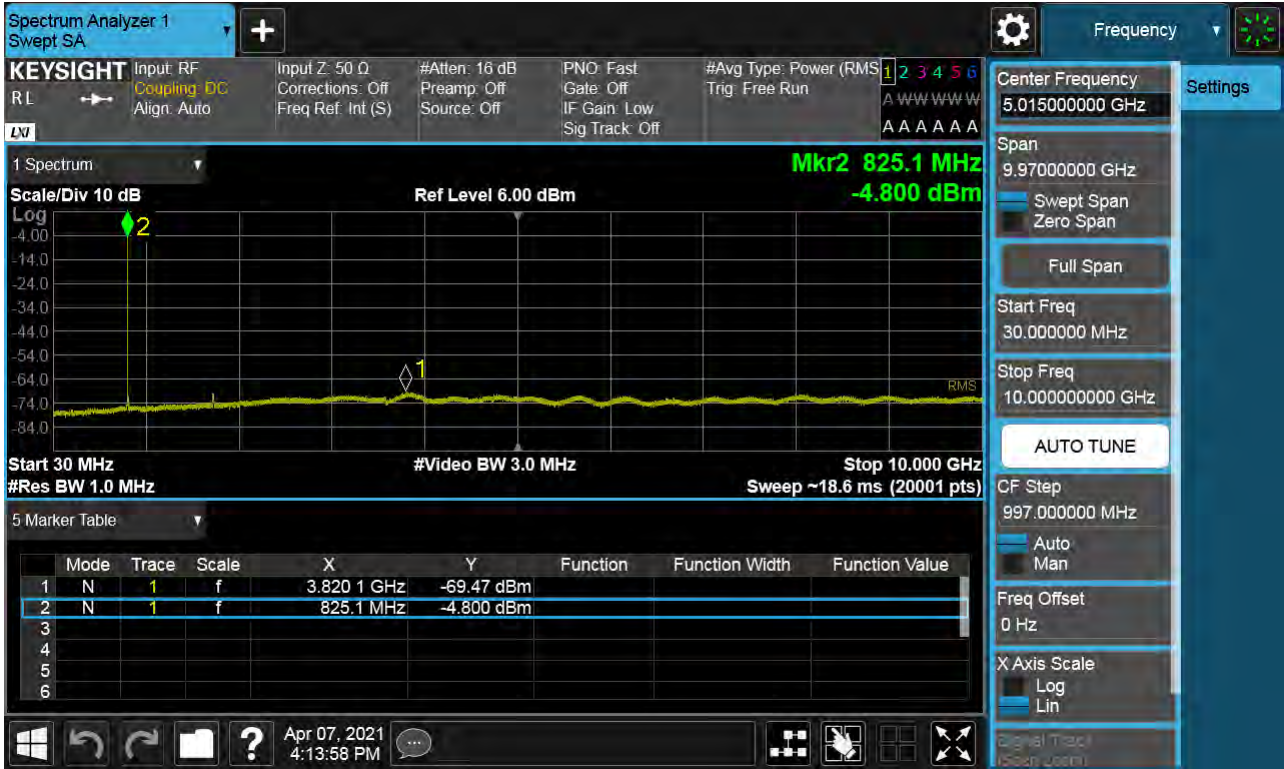 Spectrum Analyzer 1
Swept SA
+
Frequency
KEYSIGHT
RL
LXI
Input: RF
Coupling: DC
Align: Auto
Input Z: 50 Ω
Corrections: Off
Freq Ref: Int (S)
#Atten: 16 dB
Preamp: Off
Source: Off
PNO: Fast
Gate: Off
IF Gain: Low
Sig Track: Off
#Avg Type: Power (RMS
Trig: Free Run
1 2 3 4 5 6
A W W W W W
A A A A A A
1 Spectrum
Scale/Div 10 dB
Ref Level 6.00 dBm
Mkr2 825.1 MHz
-4.800 dBm
Log
-4.00
-14.0
-24.0
-34.0
-44.0
-54.0
-64.0
-74.0
-84.0
2
1
RMS
Start 30 MHz
#Video BW 3.0 MHz
Stop 10.000 GHz
#Res BW 1.0 MHz
Sweep ~18.6 ms (20001 pts)
5 Marker Table
Mode Trace Scale X Y Function Function Width Function Value
1 N 1 f 3.820 1 GHz -69.47 dBm
2 N 1 f 825.1 MHz -4.800 dBm
3
4
5
6
?
Apr 07, 2021
4:13:58 PM
Center Frequency
5.015000000 GHz
Settings
Span
9.97000000 GHz
Swept Span
Zero Span
Full Span
Start Freq
30.000000 MHz
Stop Freq
10.000000000 GHz
AUTO TUNE
CF Step
997.000000 MHz
Auto
Man
Freq Offset
0 Hz
X Axis Scale
Log
Lin
Signal Track
(Span Zoom)